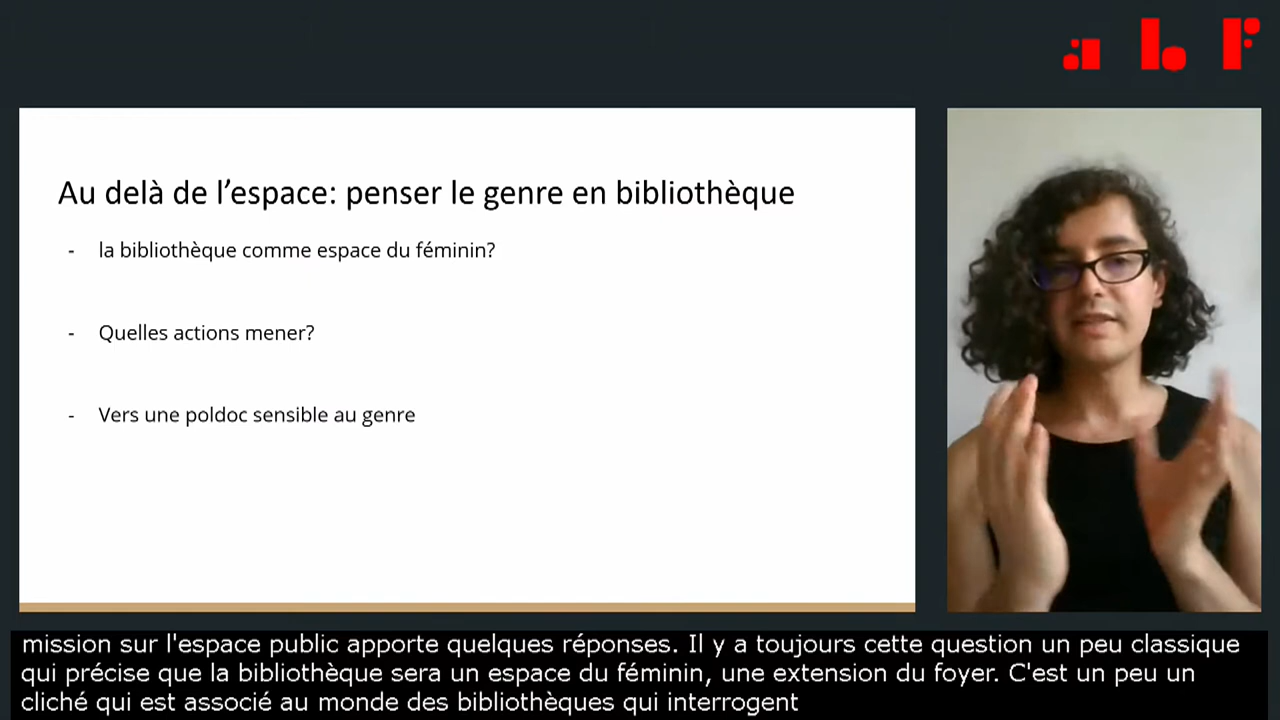 abf
Au delà de l’espace: penser le genre en bibliothèque
- la bibliothèque comme espace du féminin?
- Quelles actions mener?
- Vers une poldoc sensible au genre
mission sur l'espace public apporte quelques réponses. Il y a toujours cette question un peu classique
qui précise que la bibliothèque sera un espace du féminin, une extension du foyer. C'est un peu un
cliché qui est associé au monde des bibliothèques qui interrogent